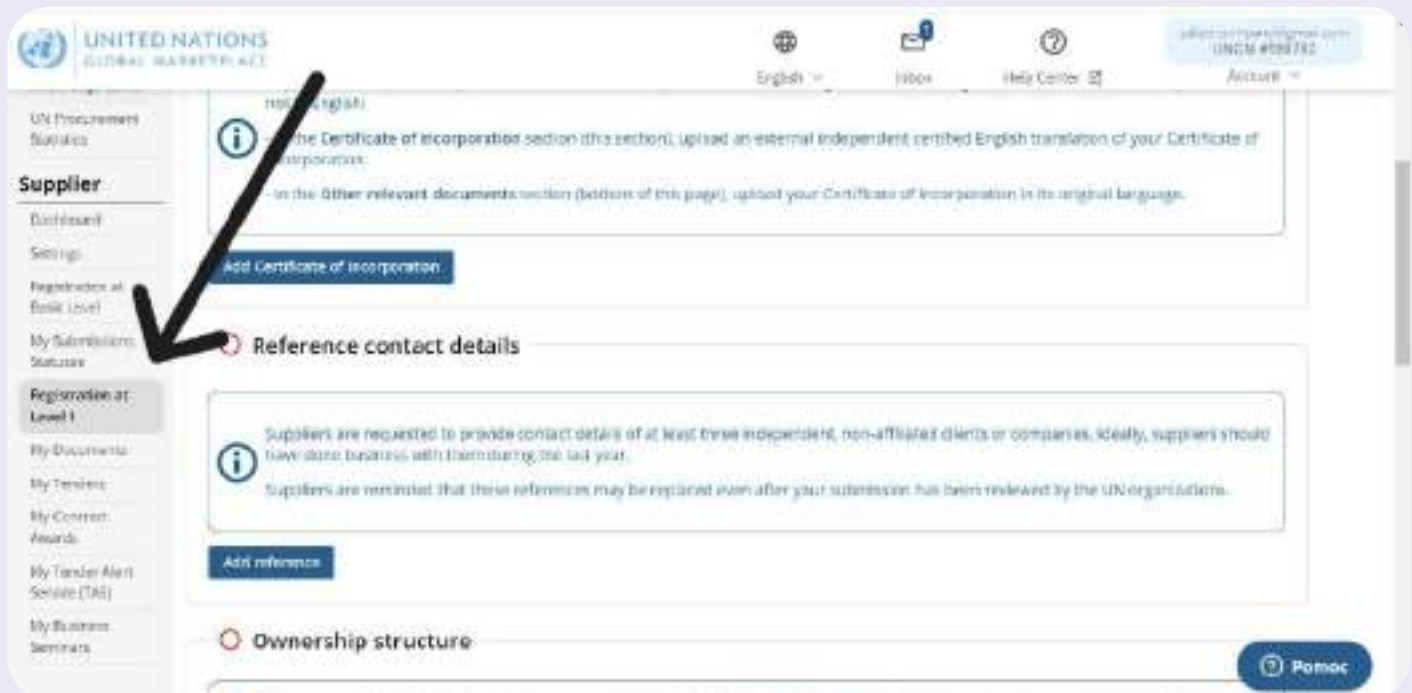 UNITED NATIONS
GLOBAL MARKETPLACE
English
Inbox
Help Center
Account
UN Procurement
Statistics
Supplier
Dashboard
Settings
Registration at
Basic Level
My Submissions
Statuses
Registration at
Level 1
My Documents
My Tenders
My Contract
Awards
My Tender Alert
Service (TAS)
My Business
Seminars
not English
the Certificate of incorporation section (this section), upload an external independent certified English translation of your Certificate of
incorporation
- in the Other relevant documents section (bottom of this page), upload your Certificate of incorporation in its original language.
Add Certificate of incorporation
Reference contact details
Suppliers are requested to provide contact details of at least three independent, non-affiliated clients or companies. Ideally, suppliers should
have done business with them during the last year.
Suppliers are reminded that these references may be replaced even after your submission has been reviewed by the UN organizations.
Add reference
Ownership structure
Pomoc